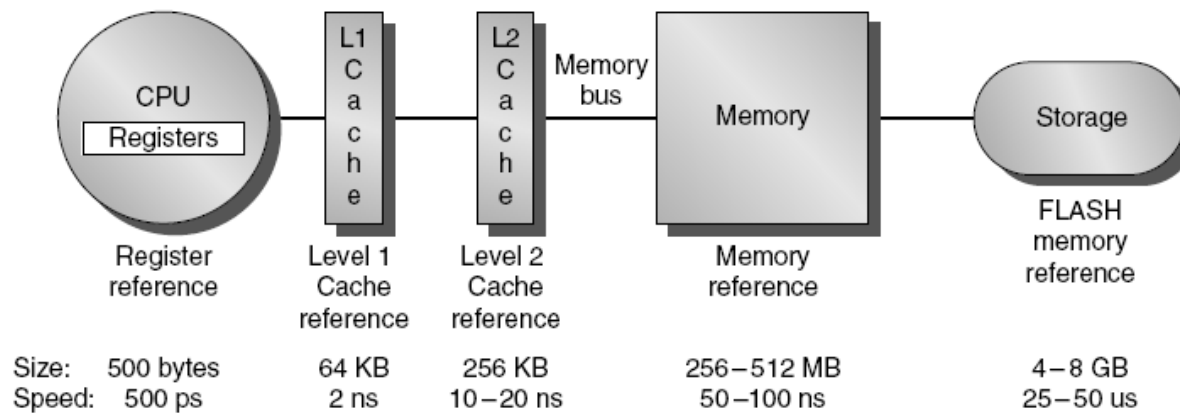 CPU
Registers
L1
C
a
c
h
e
L2
C
a
c
h
e
Memory
bus
Memory
Storage
Register
reference
Level 1
Cache
reference
Level 2
Cache
reference
Memory
reference
FLASH
memory
reference
Size: 500 bytes 64 KB 256 KB 256–512 MB 4–8 GB
Speed: 500 ps 2 ns 10–20 ns 50–100 ns 25–50 us